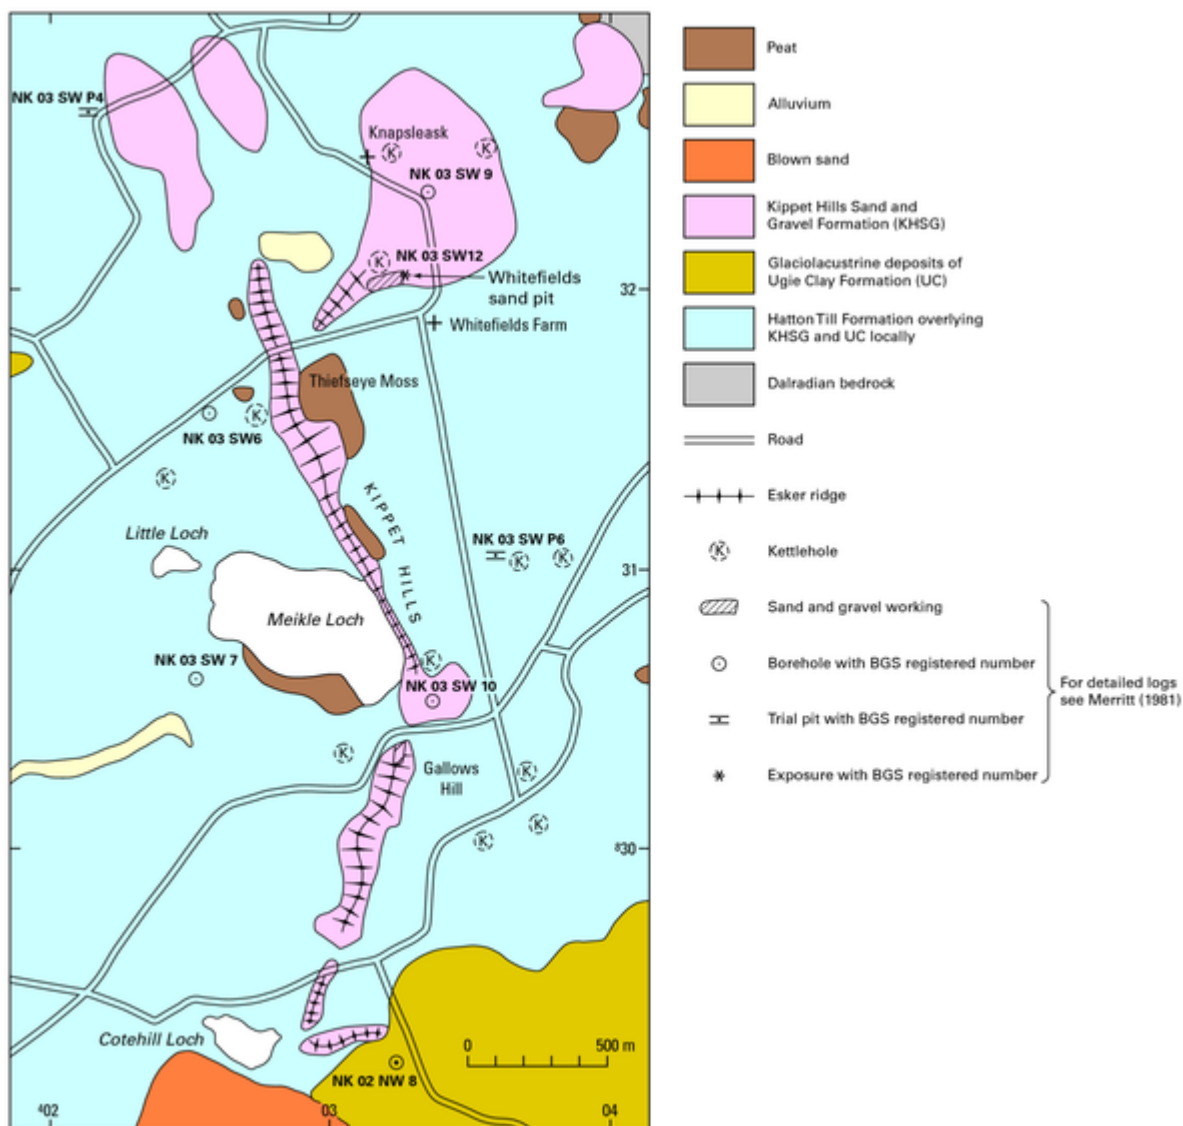 NK 03 SW P4
Knapsleask
K
K
NK 03 SW 9
K
NK 03 SW12
Whitefields
sand pit
32
Whitefields Farm
Thiefseye Moss
K
NK 03 SW6
K
KIPPET HILLS
Little Loch
NK 03 SW P6
K
K
31
Meikle Loch
NK 03 SW 7
K
NK 03 SW 10
K
Gallows
Hill
K
K
K
830
Cotehill Loch
0
500 m
NK 02 NW 8
402
03
04
Peat
Alluvium
Blown sand
Kippet Hills Sand and
Gravel Formation (KHSG)
Glaciolacustrine deposits of
Ugie Clay Formation (UC)
Hatton Till Formation overlying
KHSG and UC locally
Dalradian bedrock
Road
Esker ridge
K
Kettlehole
Sand and gravel working
Borehole with BGS registered number
Trial pit with BGS registered number
Exposure with BGS registered number
For detailed logs
see Merritt (1981)